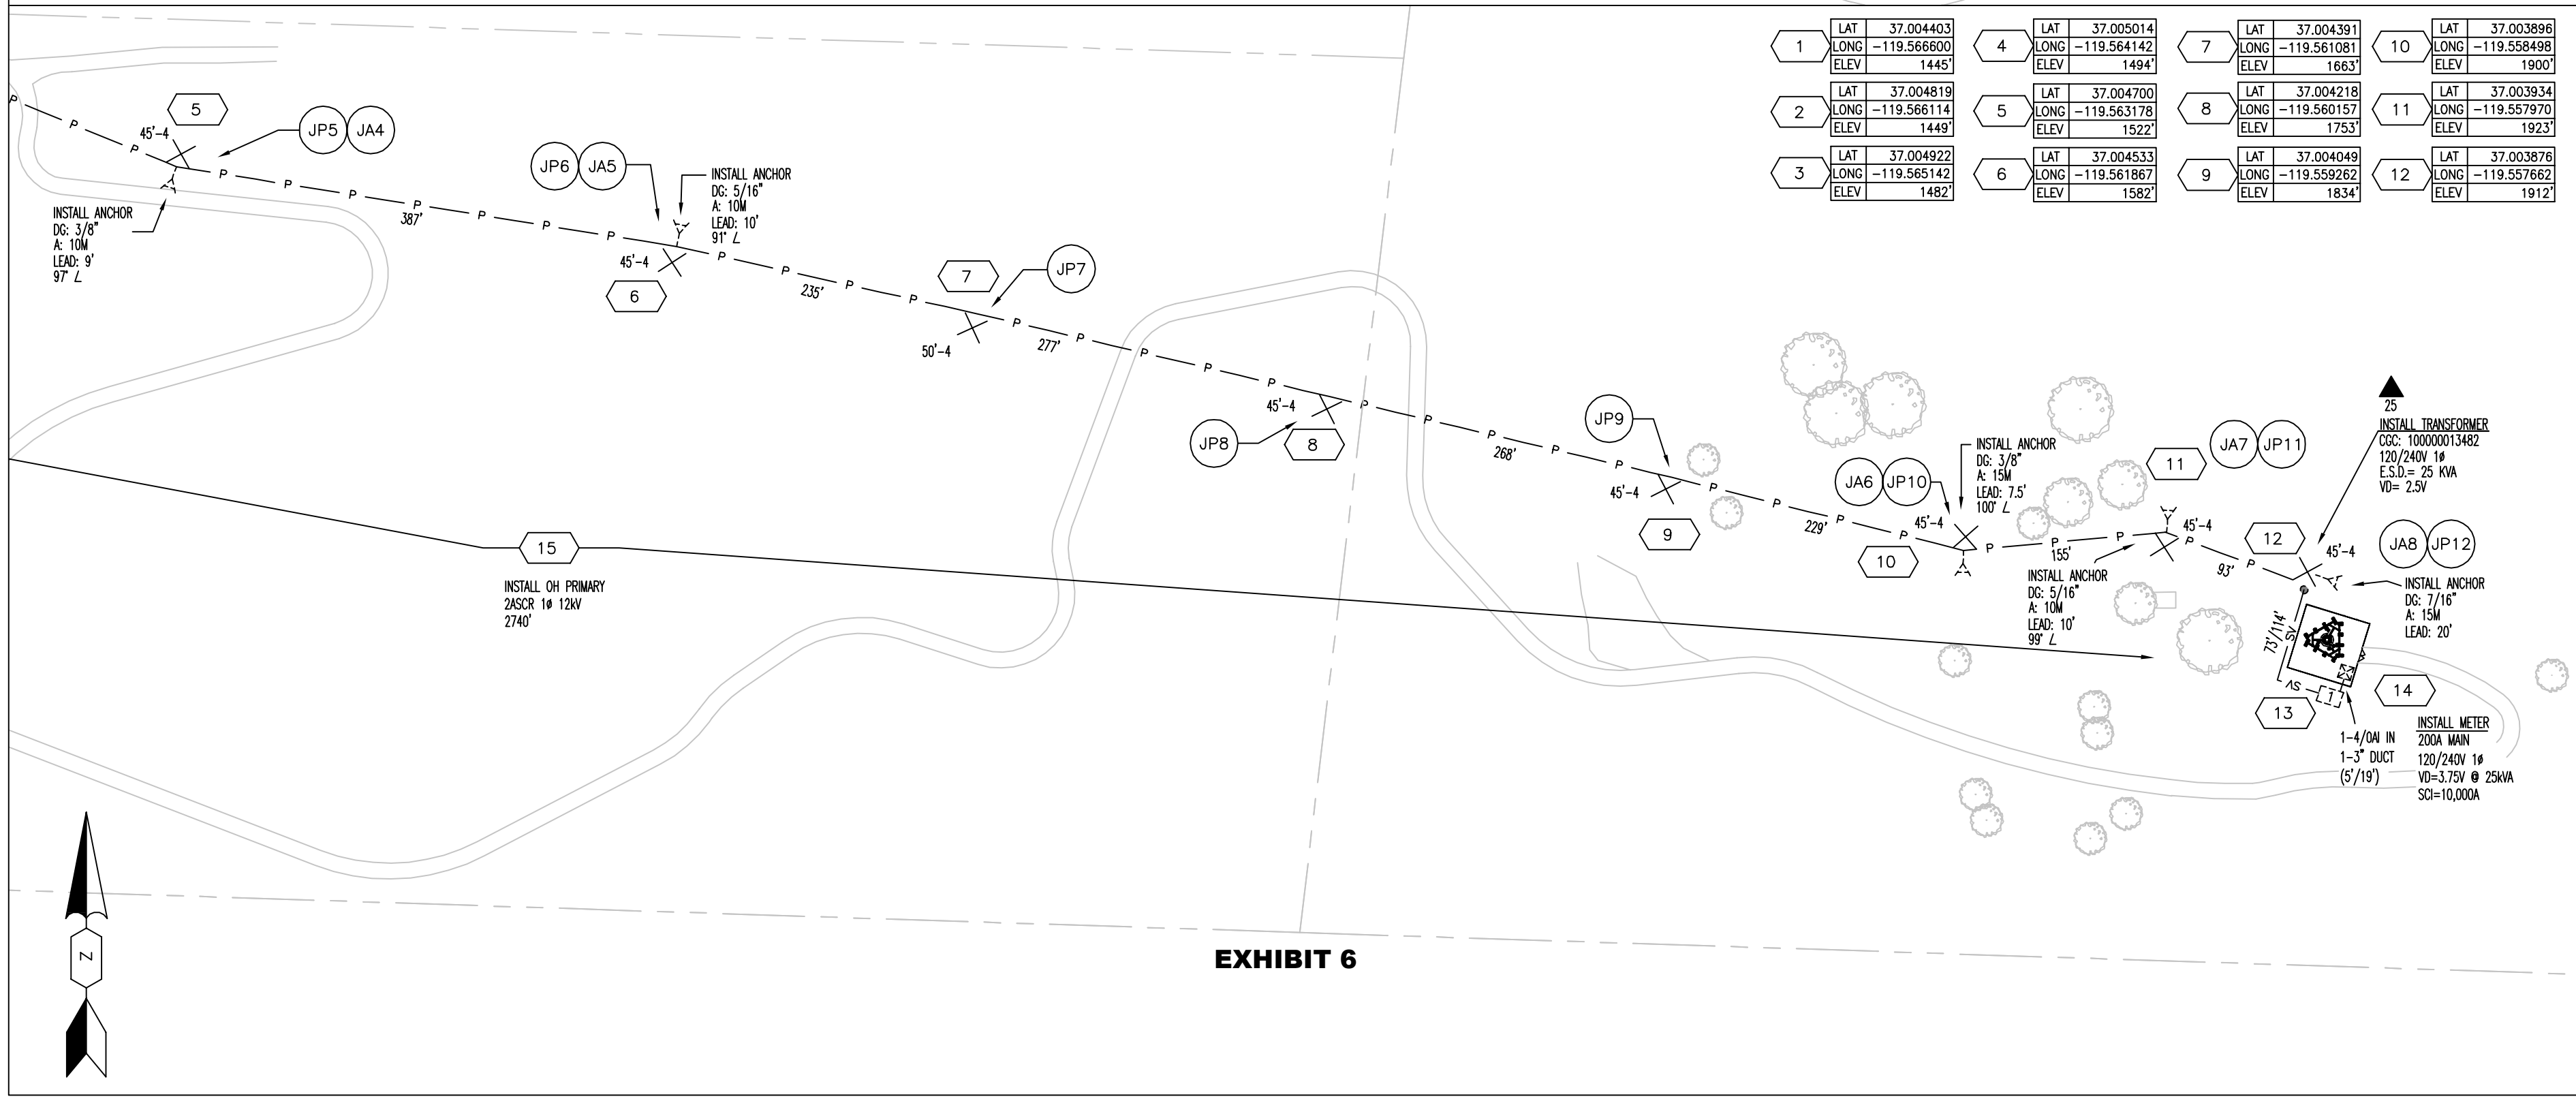 1
LAT 37.004403
LONG -119.566600
ELEV 1445'
4
LAT 37.005014
LONG -119.564142
ELEV 1494'
7
LAT 37.004391
LONG -119.561081
ELEV 1663'
10
LAT 37.003896
LONG -119.558498
ELEV 1900'
2
LAT 37.004819
LONG -119.566114
ELEV 1449'
5
LAT 37.004700
LONG -119.563178
ELEV 1522'
8
LAT 37.004218
LONG -119.560157
ELEV 1753'
11
LAT 37.003934
LONG -119.557970
ELEV 1923'
3
LAT 37.004922
LONG -119.565142
ELEV 1482'
6
LAT 37.004533
LONG -119.561867
ELEV 1582'
9
LAT 37.004049
LONG -119.559262
ELEV 1834'
12
LAT 37.003876
LONG -119.557662
ELEV 1912'
P P P
5
45'-4
JP5 JA4
INSTALL ANCHOR
DG: 3/8"
A: 10M
LEAD: 9'
97° ∠
P P P P P P P
387'
JP6 JA5
INSTALL ANCHOR
DG: 5/16"
A: 10M
LEAD: 10'
91° ∠
45'-4
6
P P P P
235'
7
JP7
50'-4
P P P P P
277'
45'-4
JP8
8
P P P P P
268'
JP9
45'-4
9
P P P P
229'
JA6 JP10
45'-4
INSTALL ANCHOR
DG: 3/8"
A: 15M
LEAD: 7.5'
100° ∠
10
P P P P
155'
11
JA7 JP11
45'-4
INSTALL ANCHOR
DG: 5/16"
A: 10M
LEAD: 10'
99° ∠
P P
93'
25
INSTALL TRANSFORMER
CGC: 100000013482
120/240V 1ø
E.S.D.= 25 KVA
VD= 2.5V
12
45'-4
JA8 JP12
INSTALL ANCHOR
DG: 7/16"
A: 15M
LEAD: 20'
73'/114'
SV
SV
1
13
14
1-4/0Al IN
1-3" DUCT
(5'/19')
INSTALL METER
200A MAIN
120/240V 1ø
VD=3.75V @ 25kVA
SCI=10,000A
15
INSTALL OH PRIMARY
2ASCR 1ø 12kV
2740'
Z
EXHIBIT 6